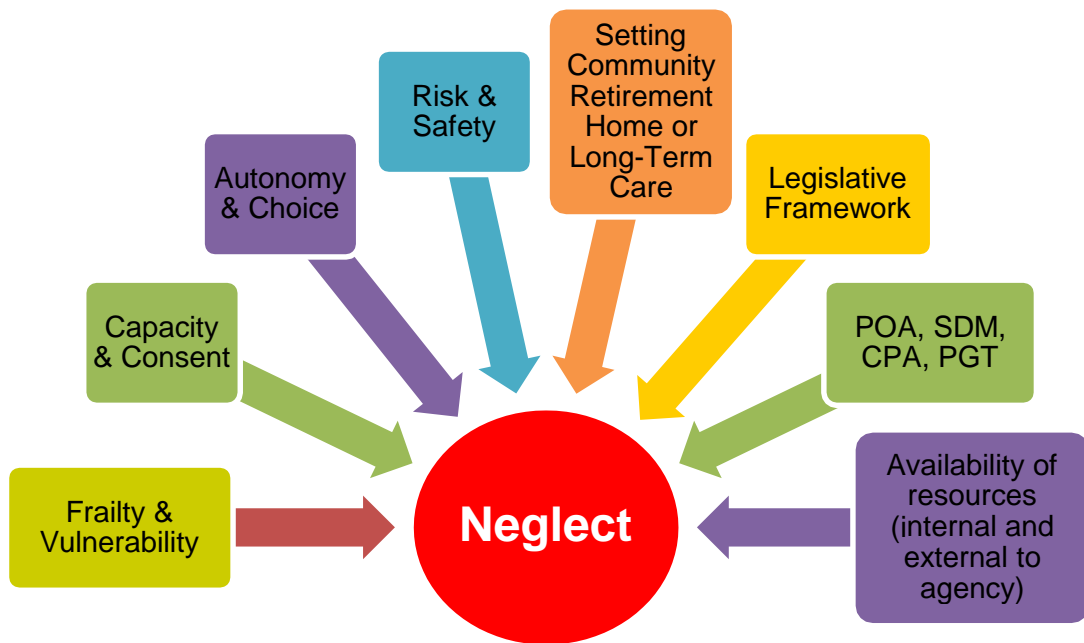 Setting
Community
Retirement
Home or
Long-Term
Care
Risk &
Safety
Autonomy
& Choice
Legislative
Framework
Capacity
& Consent
POA, SDM,
CPA, PGT
Frailty &
Vulnerability
Neglect
Availability of
resources
(internal and
external to
agency)